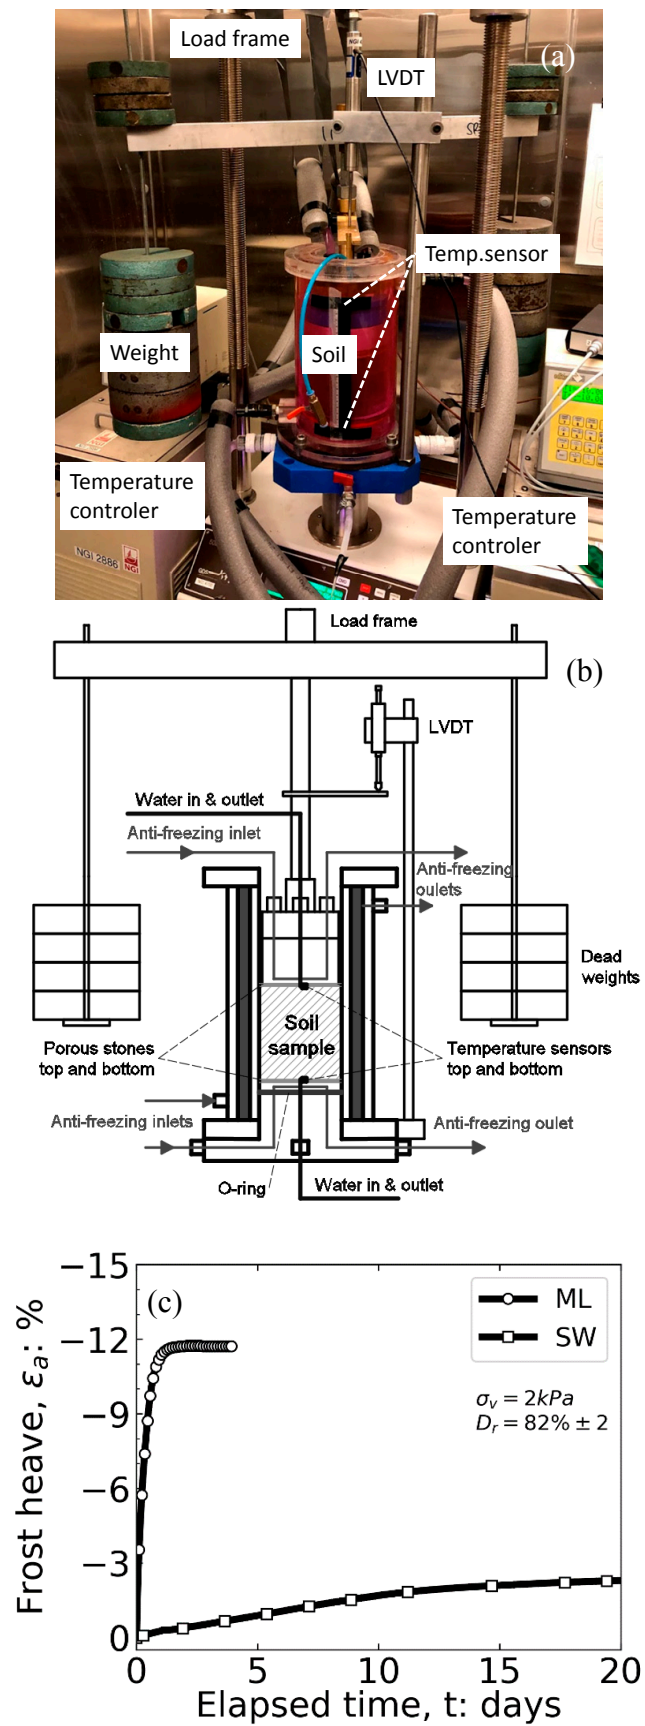 Load frame
(a)
LVDT
Temp.sensor
Weight
Soil
Temperature
controler
Temperature
controler
NGI 2886
NGI
Load frame
(b)
LVDT
Water in & outlet
Anti-freezing inlet
Anti-freezing
oulets
Dead
weights
Soil
sample
Porous stones
top and bottom
Temperature sensors
top and bottom
Anti-freezing inlets
Anti-freezing oulet
O-ring
Water in & outlet
(c)
−15
−12
−9
−6
−3
0
Frost heave, εa: %
ML
SW
σv = 2kPa
Dr = 82% ± 2
0
5
10
15
20
Elapsed time, t: days